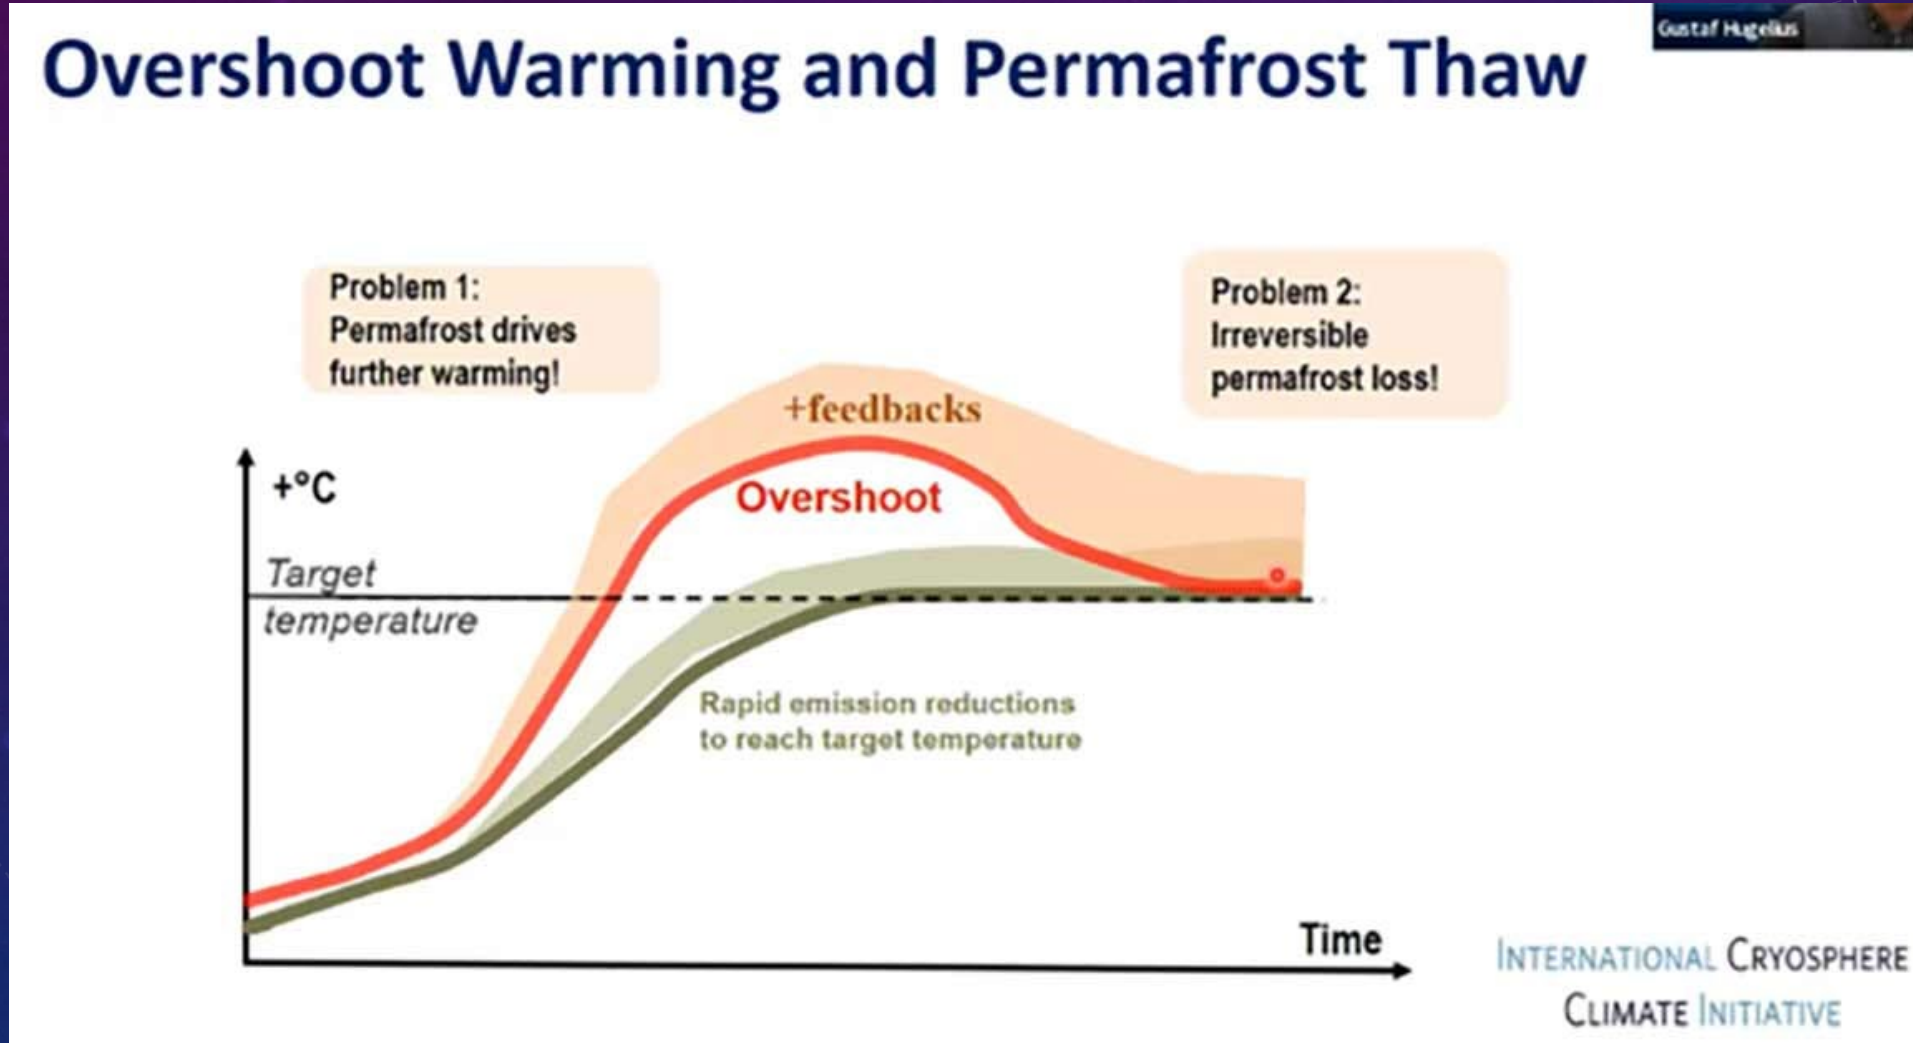 Overshoot Warming and Permafrost Thaw
Gustaf Hugelius
Problem 1:
Permafrost drives
further warming!
Problem 2:
Irreversible
permafrost loss!
+feedbacks
+°C
Overshoot
Target
temperature
Rapid emission reductions
to reach target temperature
Time
INTERNATIONAL CRYOSPHERE
CLIMATE INITIATIVE